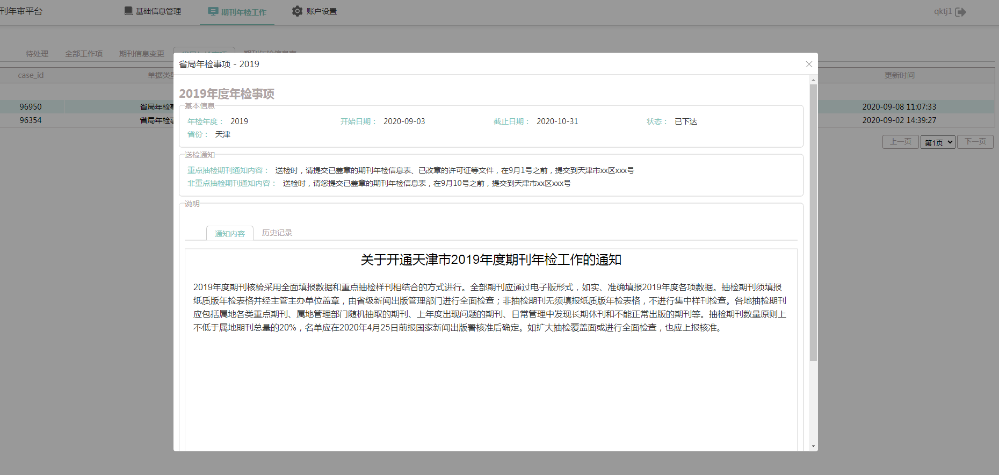 刊年审平台
基础信息管理
期刊年检工作
账户设置
qktj1
待处理
全部工作项
期刊信息变更
case_id
单据类
更新时间
96950
省局年检
2020-09-08 11:07:33
96354
省局年检
2020-09-02 14:39:27
上一页
第1页
下一页
省局年检事项 - 2019
2019年度年检事项
基本信息
年检年度： 2019
开始日期： 2020-09-03
截止日期： 2020-10-31
状态： 已下达
省份： 天津
送检通知
重点抽检期刊通知内容： 送检时，请提交已盖章的期刊年检信息表、已改章的许可证等文件，在9月1号之前，提交到天津市xx区xxx号
非重点抽检期刊通知内容： 送检时，请您提交已盖章的期刊年检信息表，在9月10号之前，提交到天津市xx区xxx号
说明
通知内容
历史记录
关于开通天津市2019年度期刊年检工作的通知
2019年度期刊核验采用全面填报数据和重点抽检样刊相结合的方式进行。全部期刊应通过电子版形式，如实、准确填报2019年度各项数据。抽检期刊须填报
纸质版年检表格并经主管主办单位盖章，由省级新闻出版管理部门进行全面检查；非抽检期刊无须填报纸质版年检表格，不进行集中样刊检查。各地抽检期刊
应包括属地各类重点期刊、属地管理部门随机抽取的期刊、上年度出现问题的期刊、日常管理中发现长期休刊和不能正常出版的期刊等。抽检期刊数量原则上
不低于属地期刊总量的20%，名单应在2020年4月25日前报国家新闻出版署核准后确定。如扩大抽检覆盖面或进行全面检查，也应上报核准。